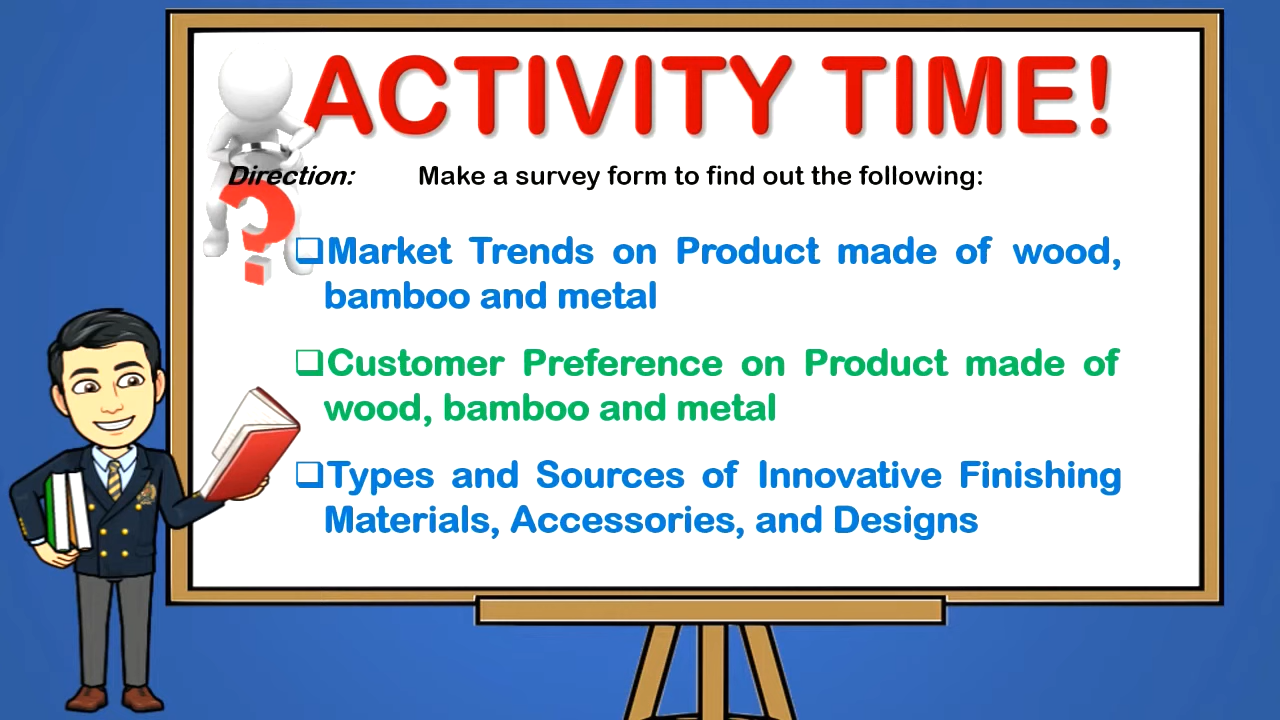 ACTIVITY TIME!
Direction: Make a survey form to find out the following:
❑Market Trends on Product made of wood,
bamboo and metal
❑Customer Preference on Product made of
wood, bamboo and metal
❑Types and Sources of Innovative Finishing
Materials, Accessories, and Designs